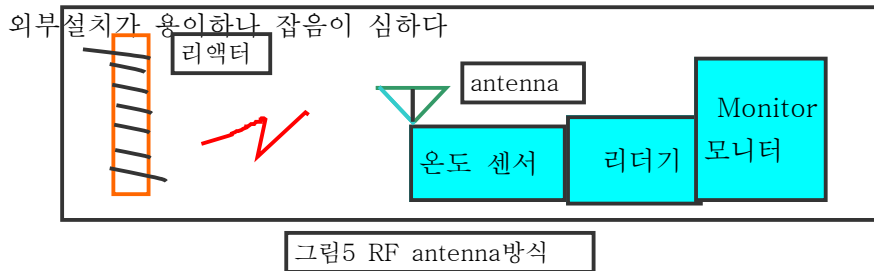 외부설치가 용이하나 잡음이 심하다
리액터
antenna
Monitor
모니터
온도 센서
리더기
그림5 RF antenna방식